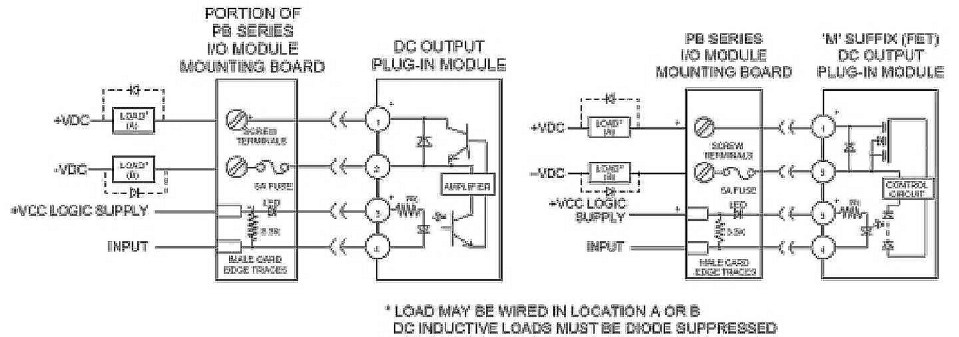 PORTION OF
PB SERIES
I/O MODULE
MOUNTING BOARD
DC OUTPUT
PLUG-IN MODULE
+VDC
LOAD*
(A)
SCREW
TERMINALS
1
+
-VDC
LOAD*
(B)
5A FUSE
2
AMPLIFIER
+VCC LOGIC SUPPLY
LED
3
3.3K
INPUT
4
MALE CARD
EDGE TRACES
PB SERIES
I/O MODULE
MOUNTING BOARD
'M' SUFFIX (FET)
DC OUTPUT
PLUG-IN MODULE
+VDC
LOAD*
(A)
+
SCREW
TERMINALS
+
-VDC
LOAD*
(B)
5A FUSE
CONTROL
CIRCUIT
+VCC LOGIC
SUPPLY
+
LED
3.3K
INPUT
MALE CARD
EDGE TRACES
* LOAD MAY BE WIRED IN LOCATION A OR B
DC INDUCTIVE LOADS MUST BE DIODE SUPPRESSED